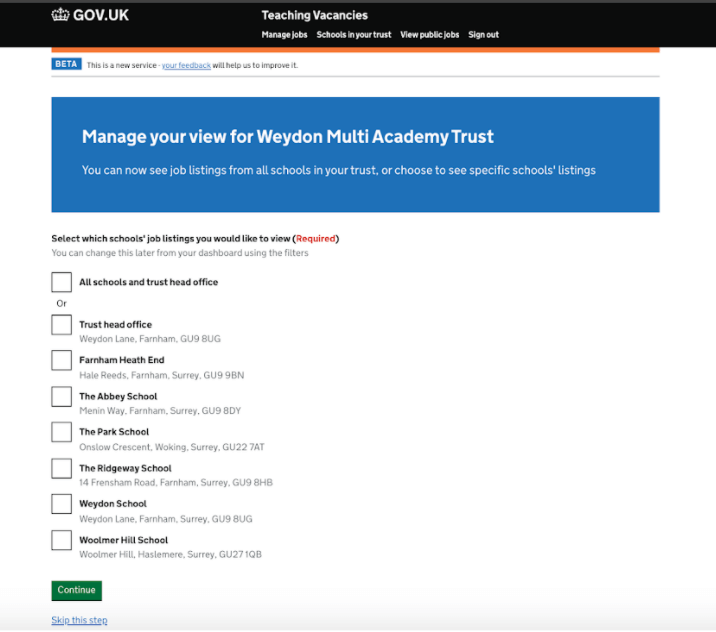 GOV.UK
Teaching Vacancies
Manage jobs Schools in your trust View public jobs Sign out
BETA This is a new service - your feedback will help us to improve it.
Manage your view for Weydon Multi Academy Trust
You can now see job listings from all schools in your trust, or choose to see specific schools' listings
Select which schools' job listings you would like to view (Required)
You can change this later from your dashboard using the filters
All schools and trust head office
Or
Trust head office
Weydon Lane, Farnham, GU9 8UG
Farnham Heath End
Hale Reeds, Farnham, Surrey, GU9 9BN
The Abbey School
Menin Way, Farnham, Surrey, GU9 8DY
The Park School
Onslow Crescent, Woking, Surrey, GU22 7AT
The Ridgeway School
14 Frensham Road, Farnham, Surrey, GU9 8HB
Weydon School
Weydon Lane, Farnham, Surrey, GU9 8UG
Woolmer Hill School
Woolmer Hill, Haslemere, Surrey, GU27 1QB
Continue
Skip this step